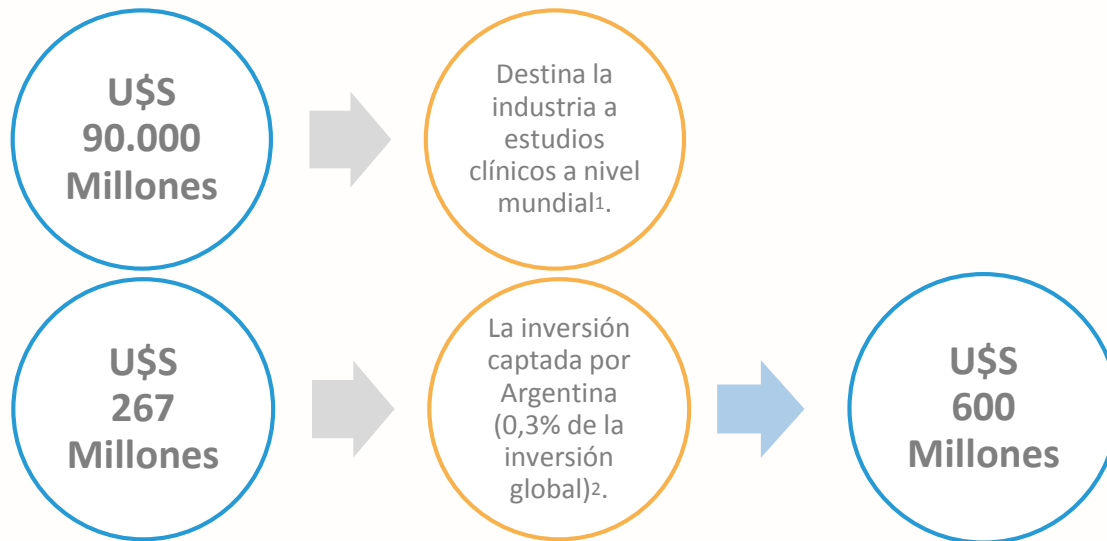 U$S
90.000
Millones
Destina la
industria a
estudios
clínicos a nivel
mundial¹.
U$S
267
Millones
La inversión
captada por
Argentina
(0,3% de la
inversión
global)².
U$S
600
Millones